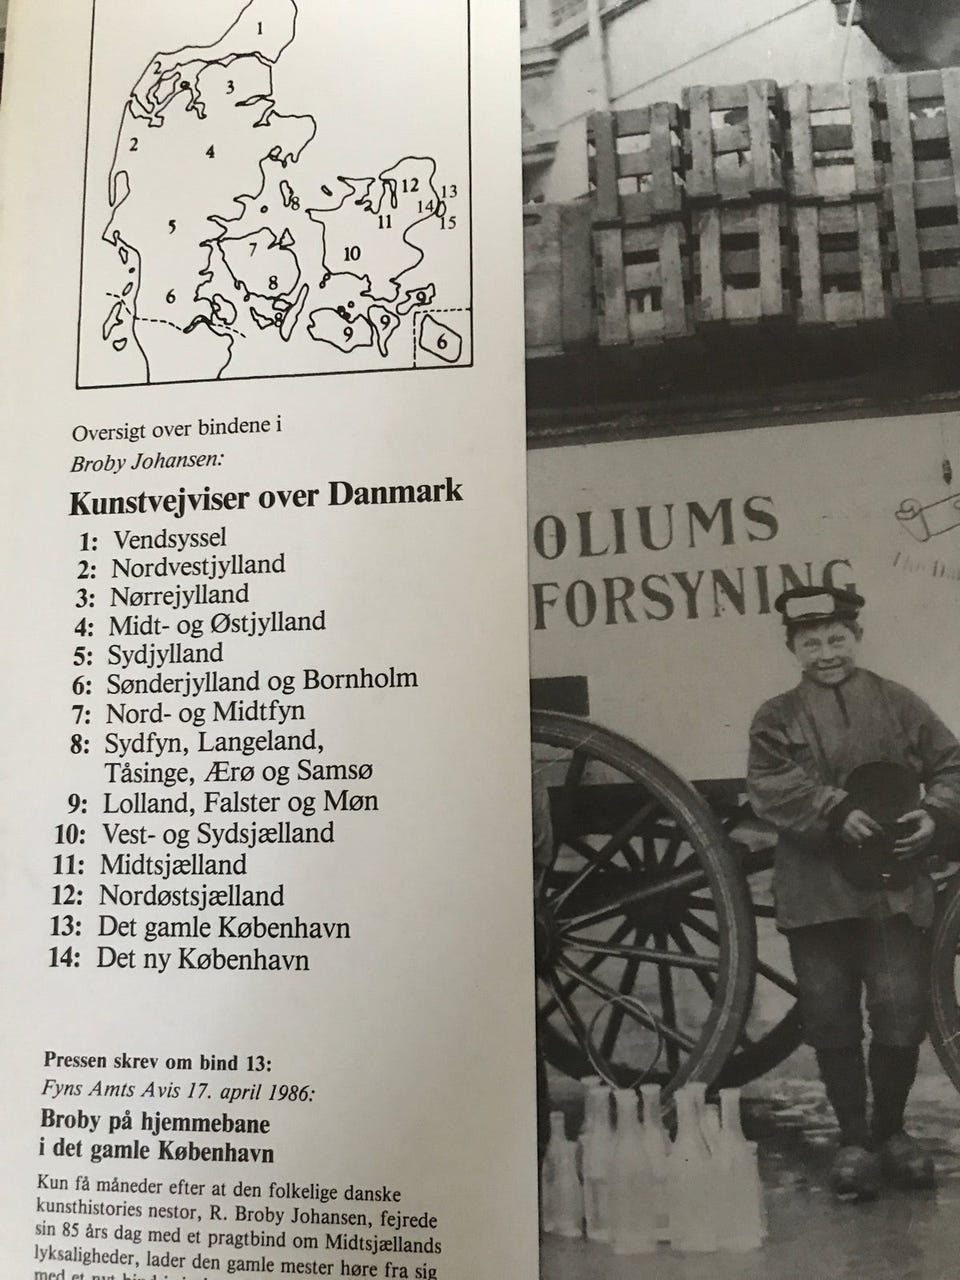 1
2
3
2
4
8
12
13
14
15
11
5
7
10
6
8
8
9
9
9
6
Oversigt over bindene i
Broby Johansen:
Kunstvejviser over Danmark
1: Vendsyssel
2: Nordvestjylland
3: Nørrejylland
4: Midt- og Østjylland
5: Sydjylland
6: Sønderjylland og Bornholm
7: Nord- og Midtfyn
8: Sydfyn, Langeland,
Tåsinge, Ærø og Samsø
9: Lolland, Falster og Møn
10: Vest- og Sydsjælland
11: Midtsjælland
12: Nordøstsjælland
13: Det gamle København
14: Det ny København
Pressen skrev om bind 13:
Fyns Amts Avis 17. april 1986:
Broby på hjemmebane
i det gamle København
Kun få måneder efter at den folkelige danske
kunsthistories nestor, R. Broby Johansen, fejrede
sin 85 års dag med et pragtbind om Midtsjællands
lyksaligheder, lader den gamle mester høre fra sig
med et nyt bind
OLIUMS
FORSYNING